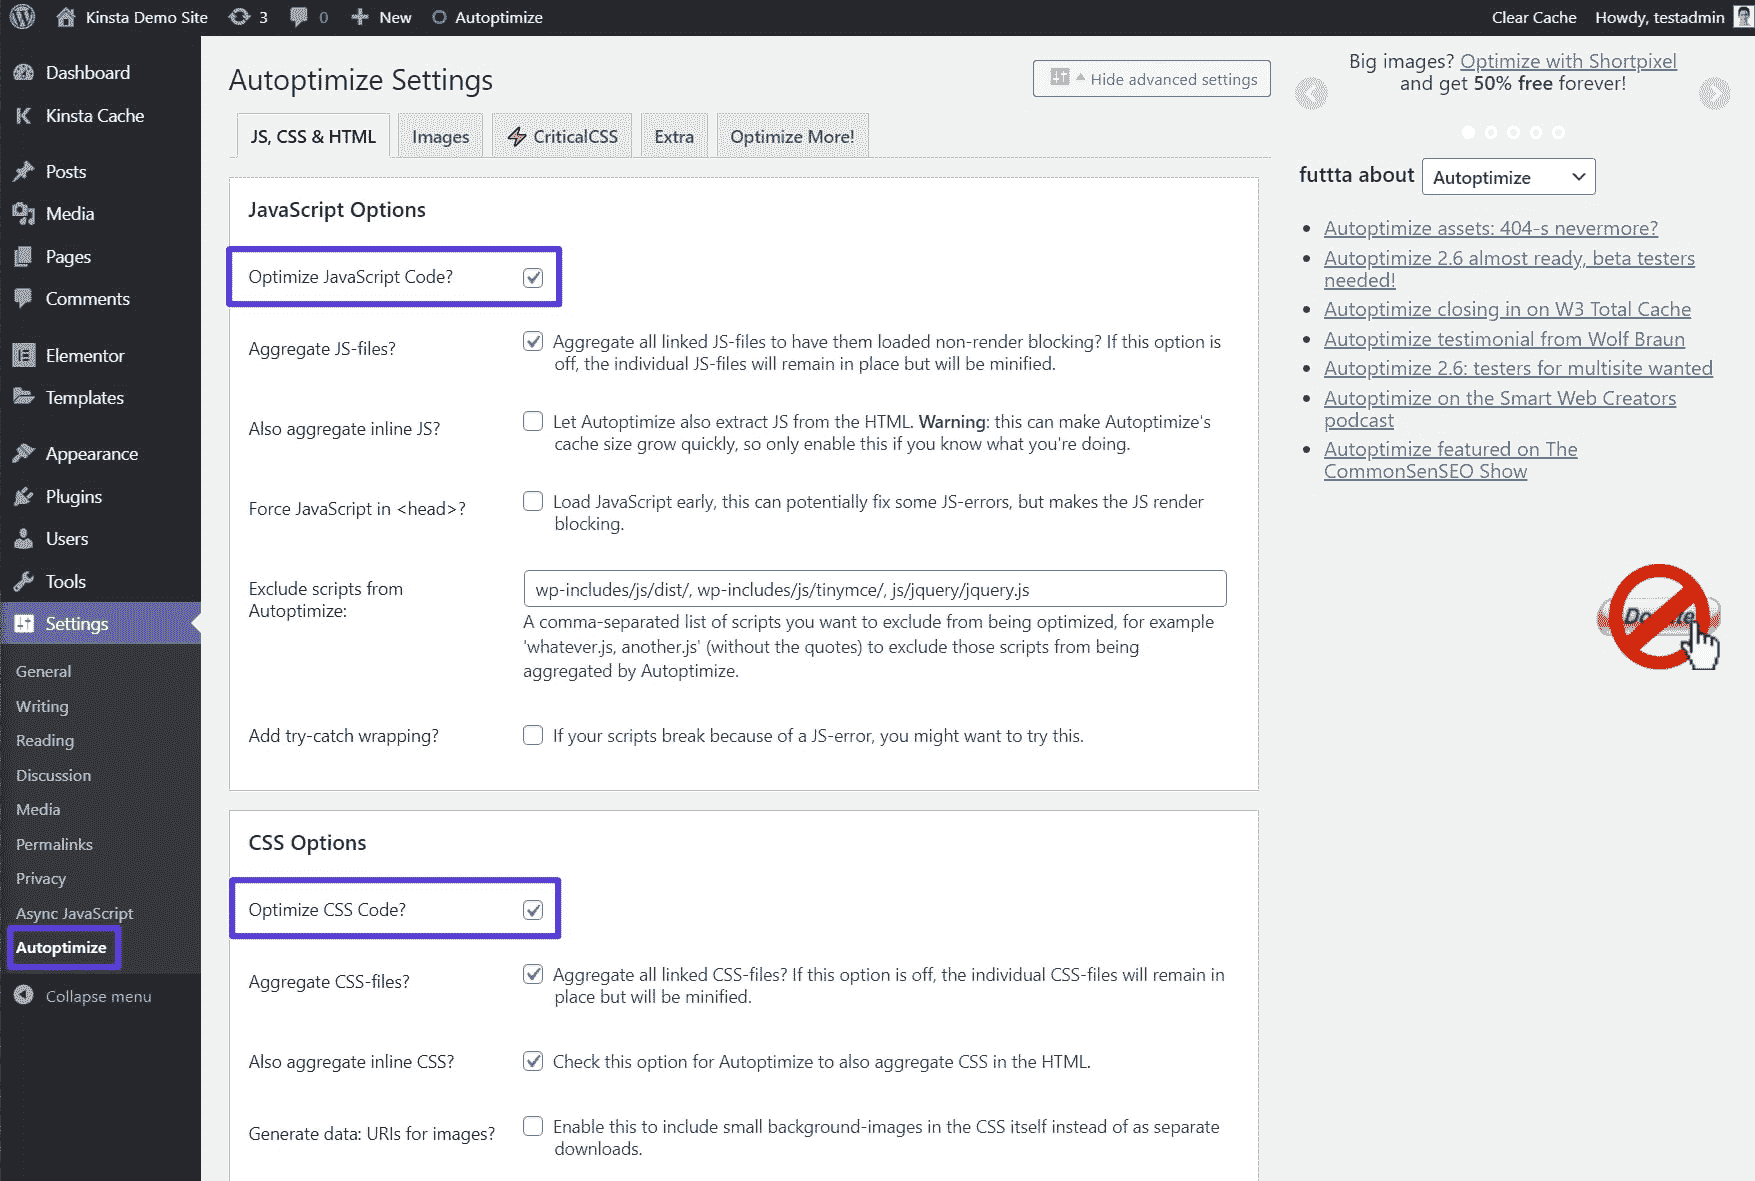 Kinsta Demo Site 3 0 New Autoptimize Clear Cache Howdy, testadmin
Dashboard
Kinsta Cache
Posts
Media
Pages
Comments
Elementor
Templates
Appearance
Plugins
Users
Tools
Settings
General
Writing
Reading
Discussion
Media
Permalinks
Privacy
Async JavaScript
Autoptimize
Collapse menu
Autoptimize Settings
Hide advanced settings
JS, CSS & HTML Images CriticalCSS Extra Optimize More!
JavaScript Options
Optimize JavaScript Code?
Aggregate JS-files?
Aggregate all linked JS-files to have them loaded non-render blocking? If this option is
off, the individual JS-files will remain in place but will be minified.
Also aggregate inline JS?
Let Autoptimize also extract JS from the HTML. Warning: this can make Autoptimize's
cache size grow quickly, so only enable this if you know what you're doing.
Force JavaScript in <head>?
Load JavaScript early, this can potentially fix some JS-errors, but makes the JS render
blocking.
Exclude scripts from
Autoptimize:
wp-includes/js/dist/, wp-includes/js/tinymce/, js/jquery/jquery.js
A comma-separated list of scripts you want to exclude from being optimized, for example
'whatever.js, another.js' (without the quotes) to exclude those scripts from being
aggregated by Autoptimize.
Add try-catch wrapping?
If your scripts break because of a JS-error, you might want to try this.
CSS Options
Optimize CSS Code?
Aggregate CSS-files?
Aggregate all linked CSS-files? If this option is off, the individual CSS-files will remain in
place but will be minified.
Also aggregate inline CSS?
Check this option for Autoptimize to also aggregate CSS in the HTML.
Generate data: URIs for images?
Enable this to include small background-images in the CSS itself instead of as separate
downloads.
Big images? Optimize with Shortpixel
and get 50% free forever!
futtta about Autoptimize
Autoptimize assets: 404-s nevermore?
Autoptimize 2.6 almost ready, beta testers
needed!
Autoptimize closing in on W3 Total Cache
Autoptimize testimonial from Wolf Braun
Autoptimize 2.6: testers for multisite wanted
Autoptimize on the Smart Web Creators
podcast
Autoptimize featured on The
CommonSenSEO Show